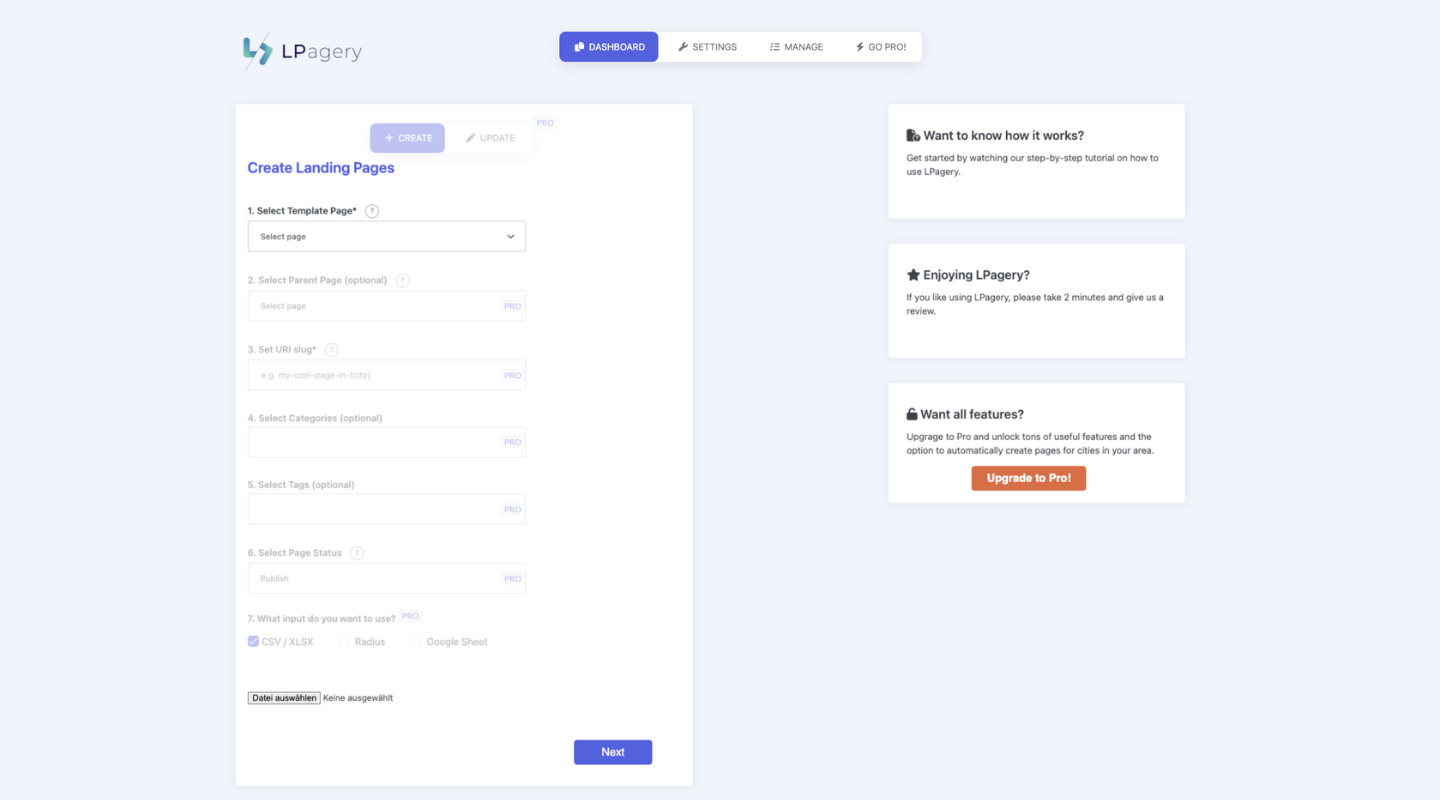 LPagery
DASHBOARD
SETTINGS
MANAGE
GO PRO!
CREATE
UPDATE
PRO
Create Landing Pages
1. Select Template Page* ?
Select page
2. Select Parent Page (optional) ?
Select page
PRO
3. Set URI slug* ?
e.g. my-cool-page-in-{city}
PRO
4. Select Categories (optional)
PRO
5. Select Tags (optional)
PRO
6. Select Page Status ?
Publish
PRO
7. What input do you want to use? PRO
CSV / XLSX
Radius
Google Sheet
Datei auswählen Keine ausgewählt
Next
Want to know how it works?
Get started by watching our step-by-step tutorial on how to
use LPagery.
Enjoying LPagery?
If you like using LPagery, please take 2 minutes and give us a
review.
Want all features?
Upgrage to Pro and unlock tons of useful features and the
option to automatically create pages for cities in your area.
Upgrade to Pro!